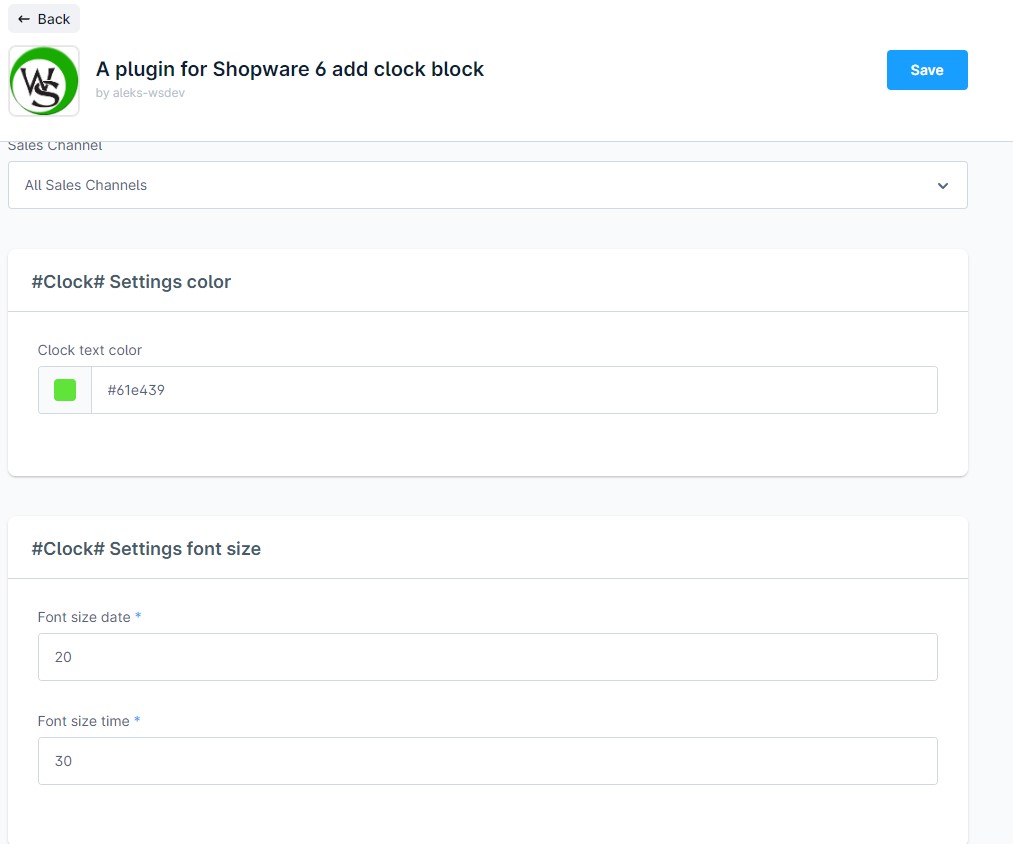 ← Back
WS
A plugin for Shopware 6 add clock block
by aleks-wsdev
Save
Sales Channel
All Sales Channels
#Clock# Settings color
Clock text color
#61e439
#Clock# Settings font size
Font size date *
20
Font size time *
30